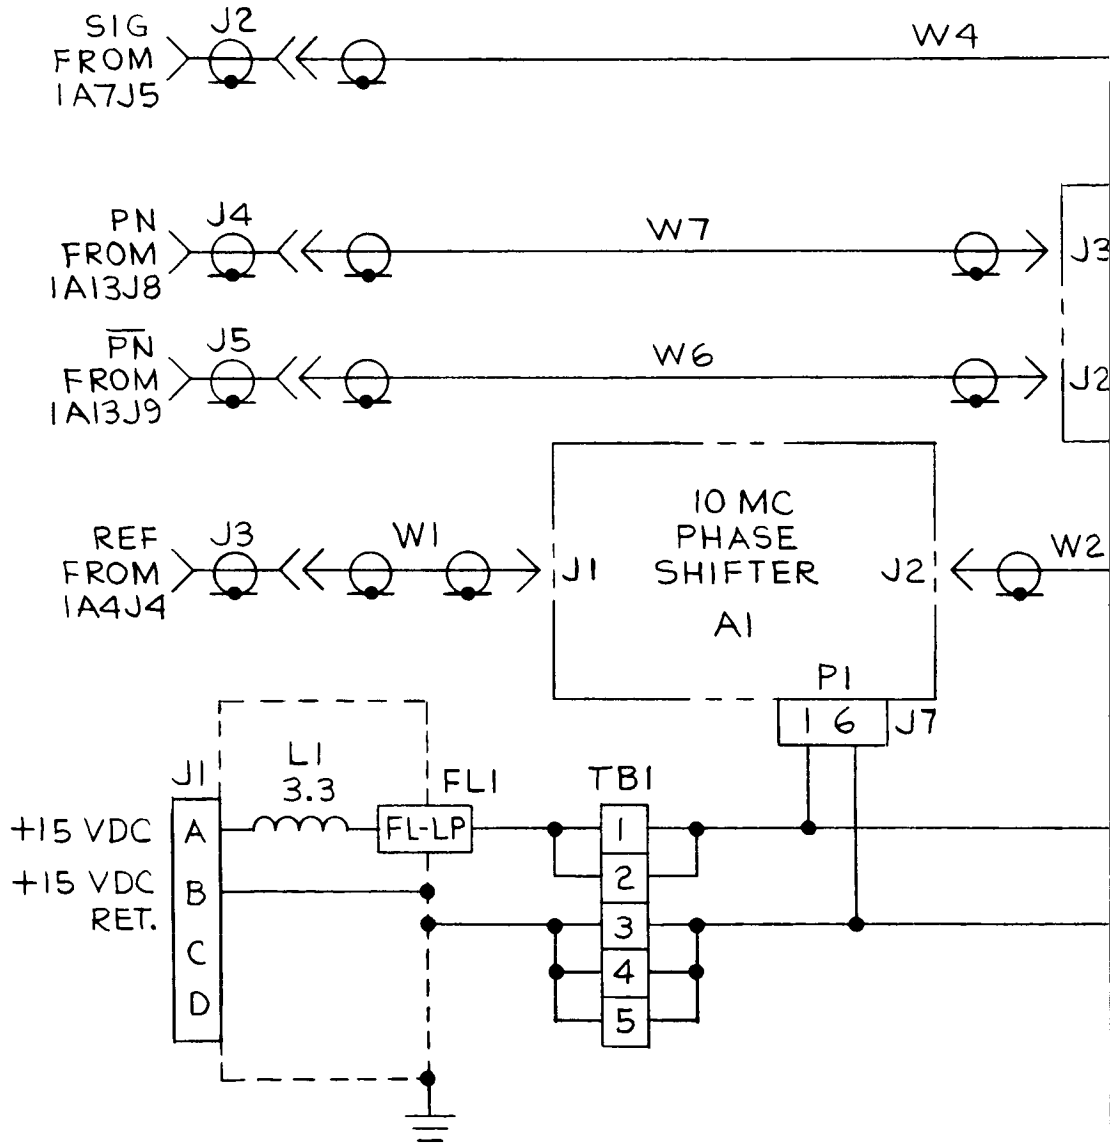 SIG
FROM
1A7J5
J2
W4
PN
FROM
1A13J8
J4
W7
J3
P̅N̅
FROM
1A13J9
J5
W6
J2
REF
FROM
1A4J4
J3
W1
J1
10 MC
PHASE
SHIFTER
A1
J2
W2
P1
1 6
J7
J1
L1
3.3
FL1
TB1
+15 VDC
A
FL-LP
1
2
+15 VDC
RET.
B
3
C
4
D
5